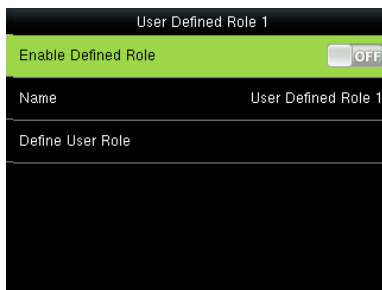 User Defined Role 1
Enable Defined Role OFF
Name User Defined Role 1
Define User Role